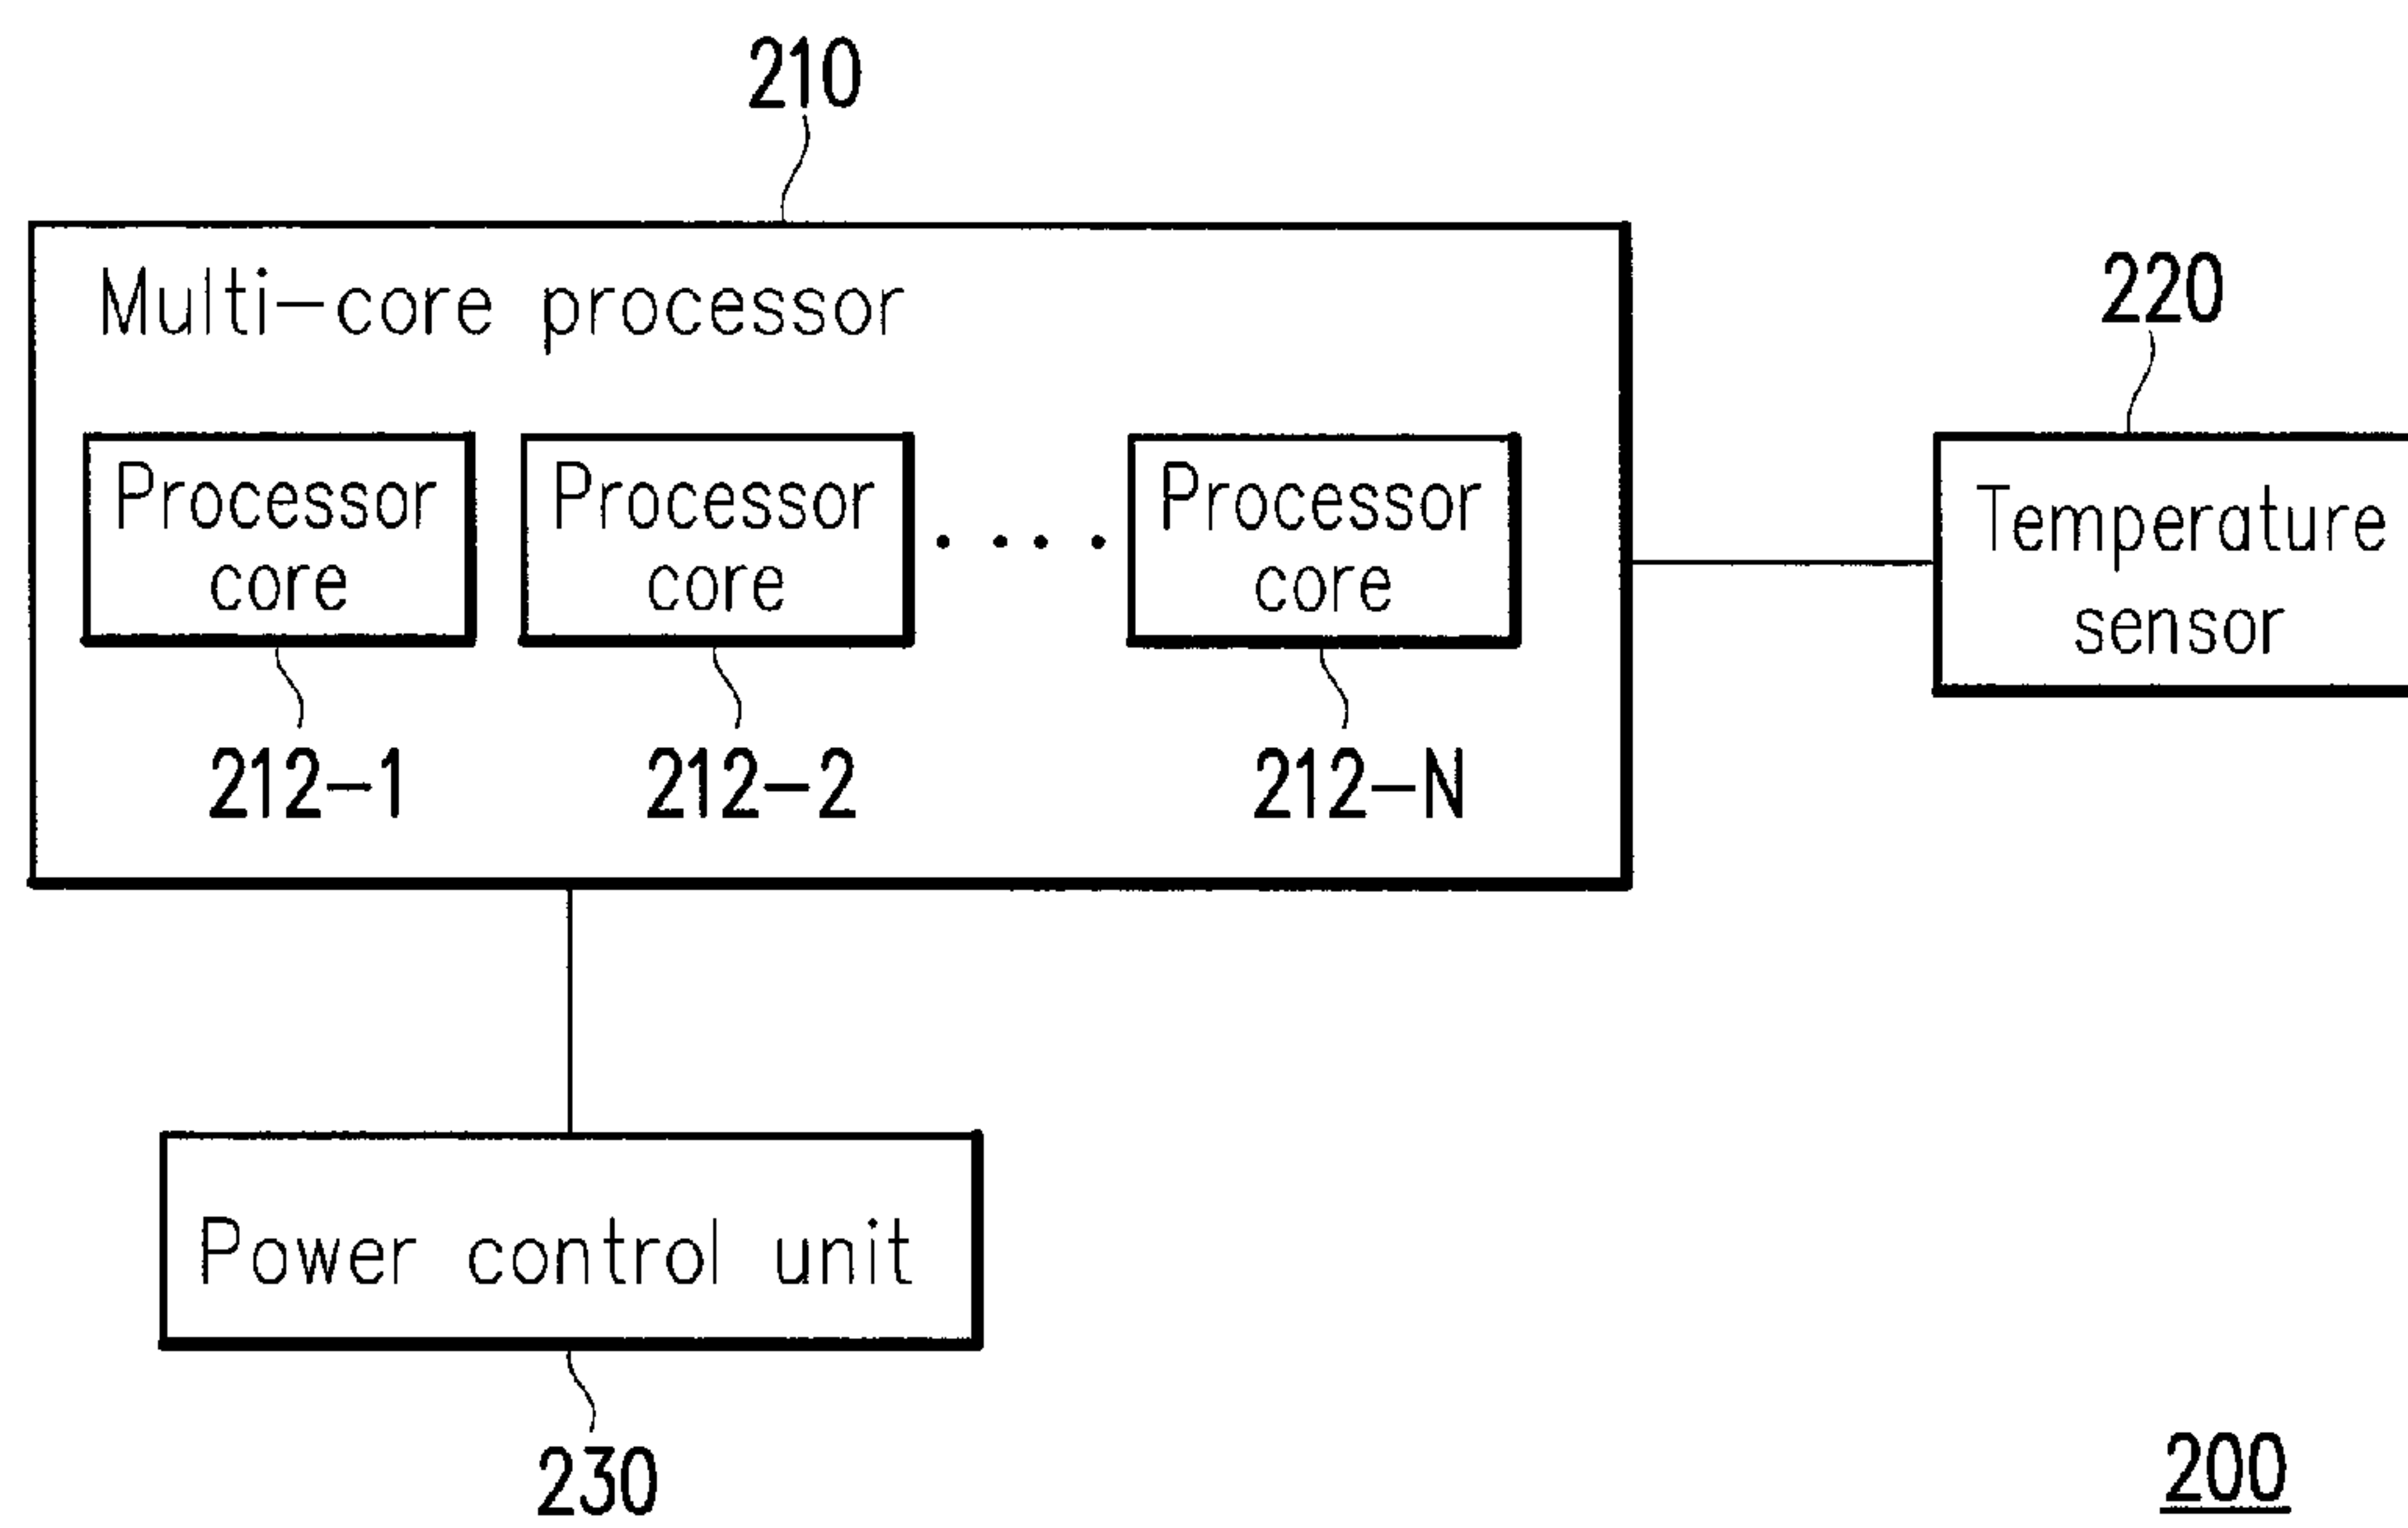 210
Multi-core processor
220
Processor
core
Processor
core
Processor
core
Temperature
sensor
212-1
212-2
212-N
Power control unit
230
200